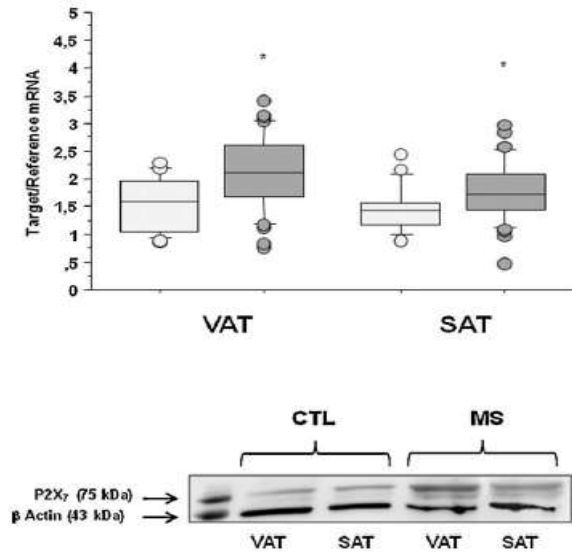 5
4,5
4
3,5
3
2,5
2
1,5
1
,5
0
Target/Reference mRNA
*
*
VAT SAT
CTL MS
P2X₇ (75 kDa)
β Actin (43 kDa)
VAT SAT VAT SAT